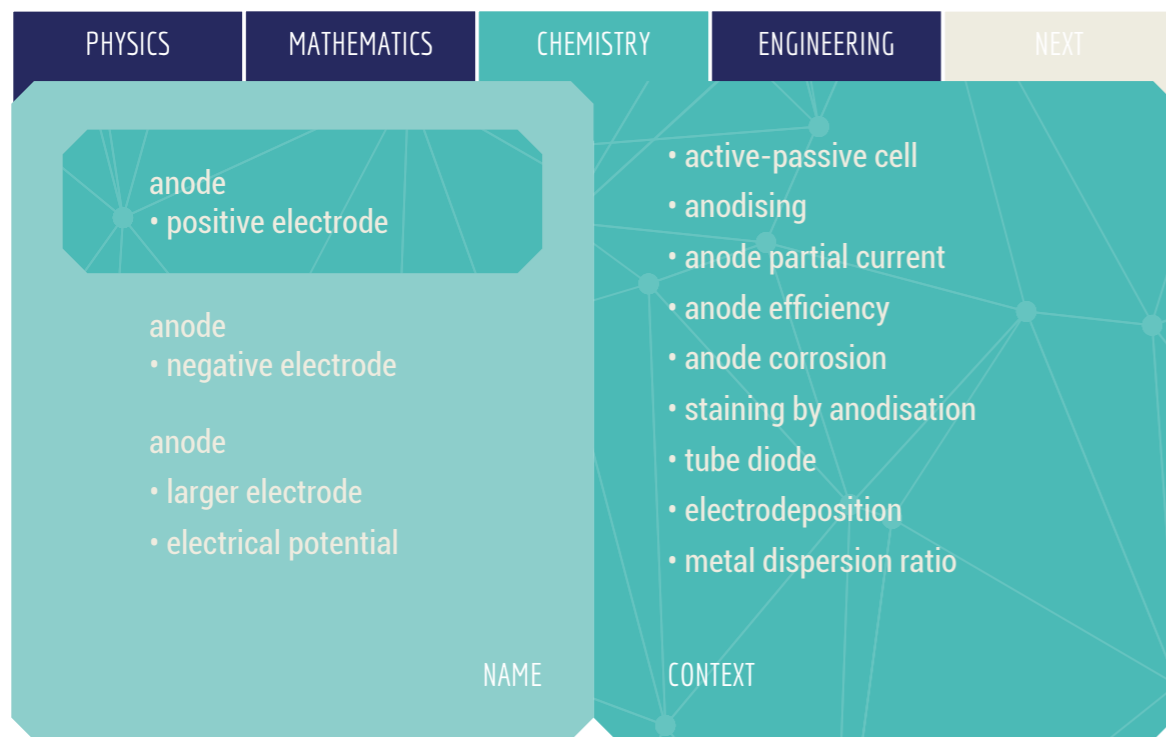 PHYSICS
MATHEMATICS
CHEMISTRY
ENGINEERING
NEXT
anode
• positive electrode
anode
• negative electrode
anode
• larger electrode
• electrical potential
NAME
• active-passive cell
• anodising
• anode partial current
• anode efficiency
• anode corrosion
• staining by anodisation
• tube diode
• electrodeposition
• metal dispersion ratio
CONTEXT